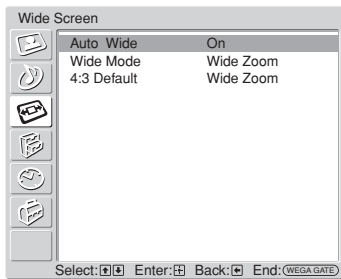 Wide Screen
Auto Wide On
Wide Mode Wide Zoom
4:3 Default Wide Zoom
Select: Enter: Back: End: WEGA GATE